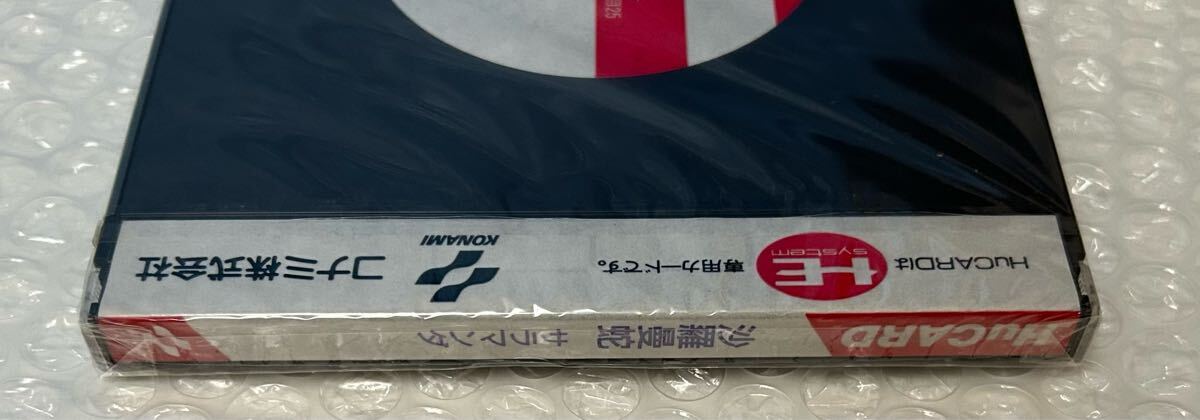 HuCARDは HE system 専用カードです。 KONAMI コナミ株式会社
HuCARD 沙羅曼蛇 サラマンダ